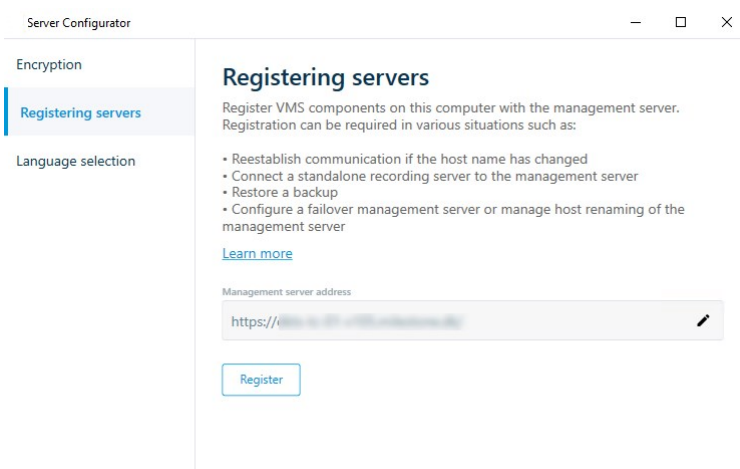 Server Configurator
Encryption
Registering servers
Language selection
Registering servers
Register VMS components on this computer with the management server.
Registration can be required in various situations such as:
• Reestablish communication if the host name has changed
• Connect a standalone recording server to the management server
• Restore a backup
• Configure a failover management server or manage host renaming of the
management server
Learn more
Management server address
https://
Register